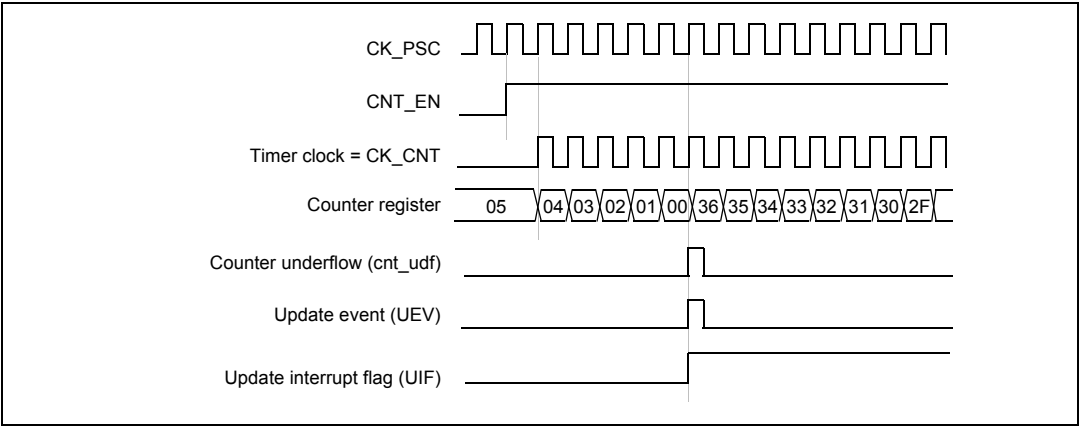 CK_PSC
CNT_EN
Timer clock = CK_CNT
Counter register 05 04 03 02 01 00 36 35 34 33 32 31 30 2F
Counter underflow (cnt_udf)
Update event (UEV)
Update interrupt flag (UIF)